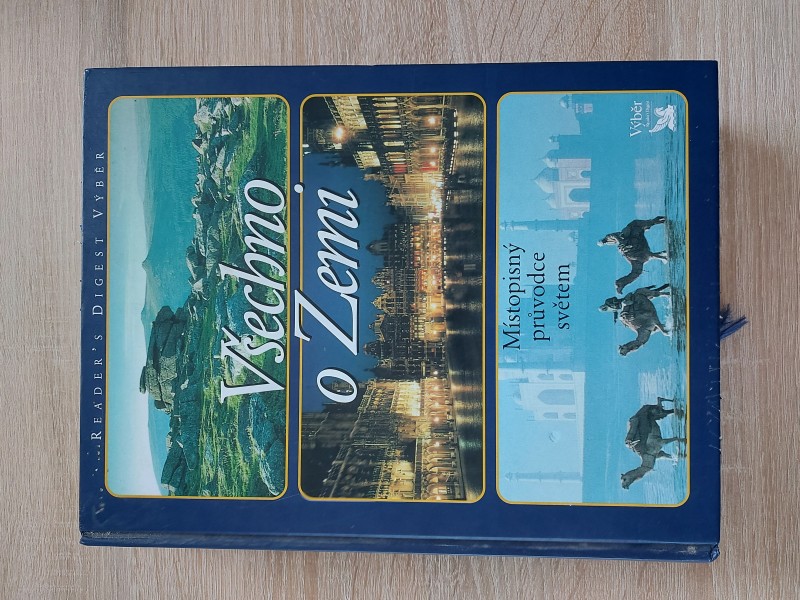 READER'S DIGEST VÝBĚR
Všechno
o Zemi
Místopisný
průvodce
světem
Výběr